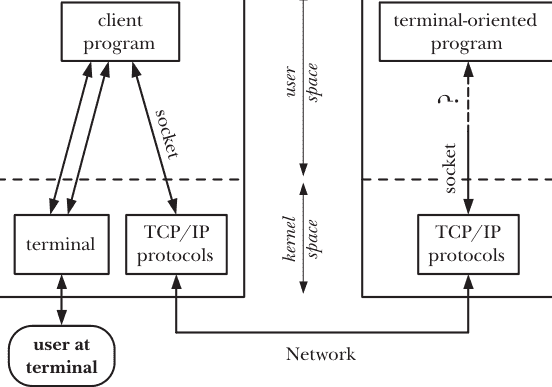 client
program
terminal-oriented
program
user
space
?
socket
socket
terminal
TCP/IP
protocols
kernel
space
TCP/IP
protocols
user at
terminal
Network